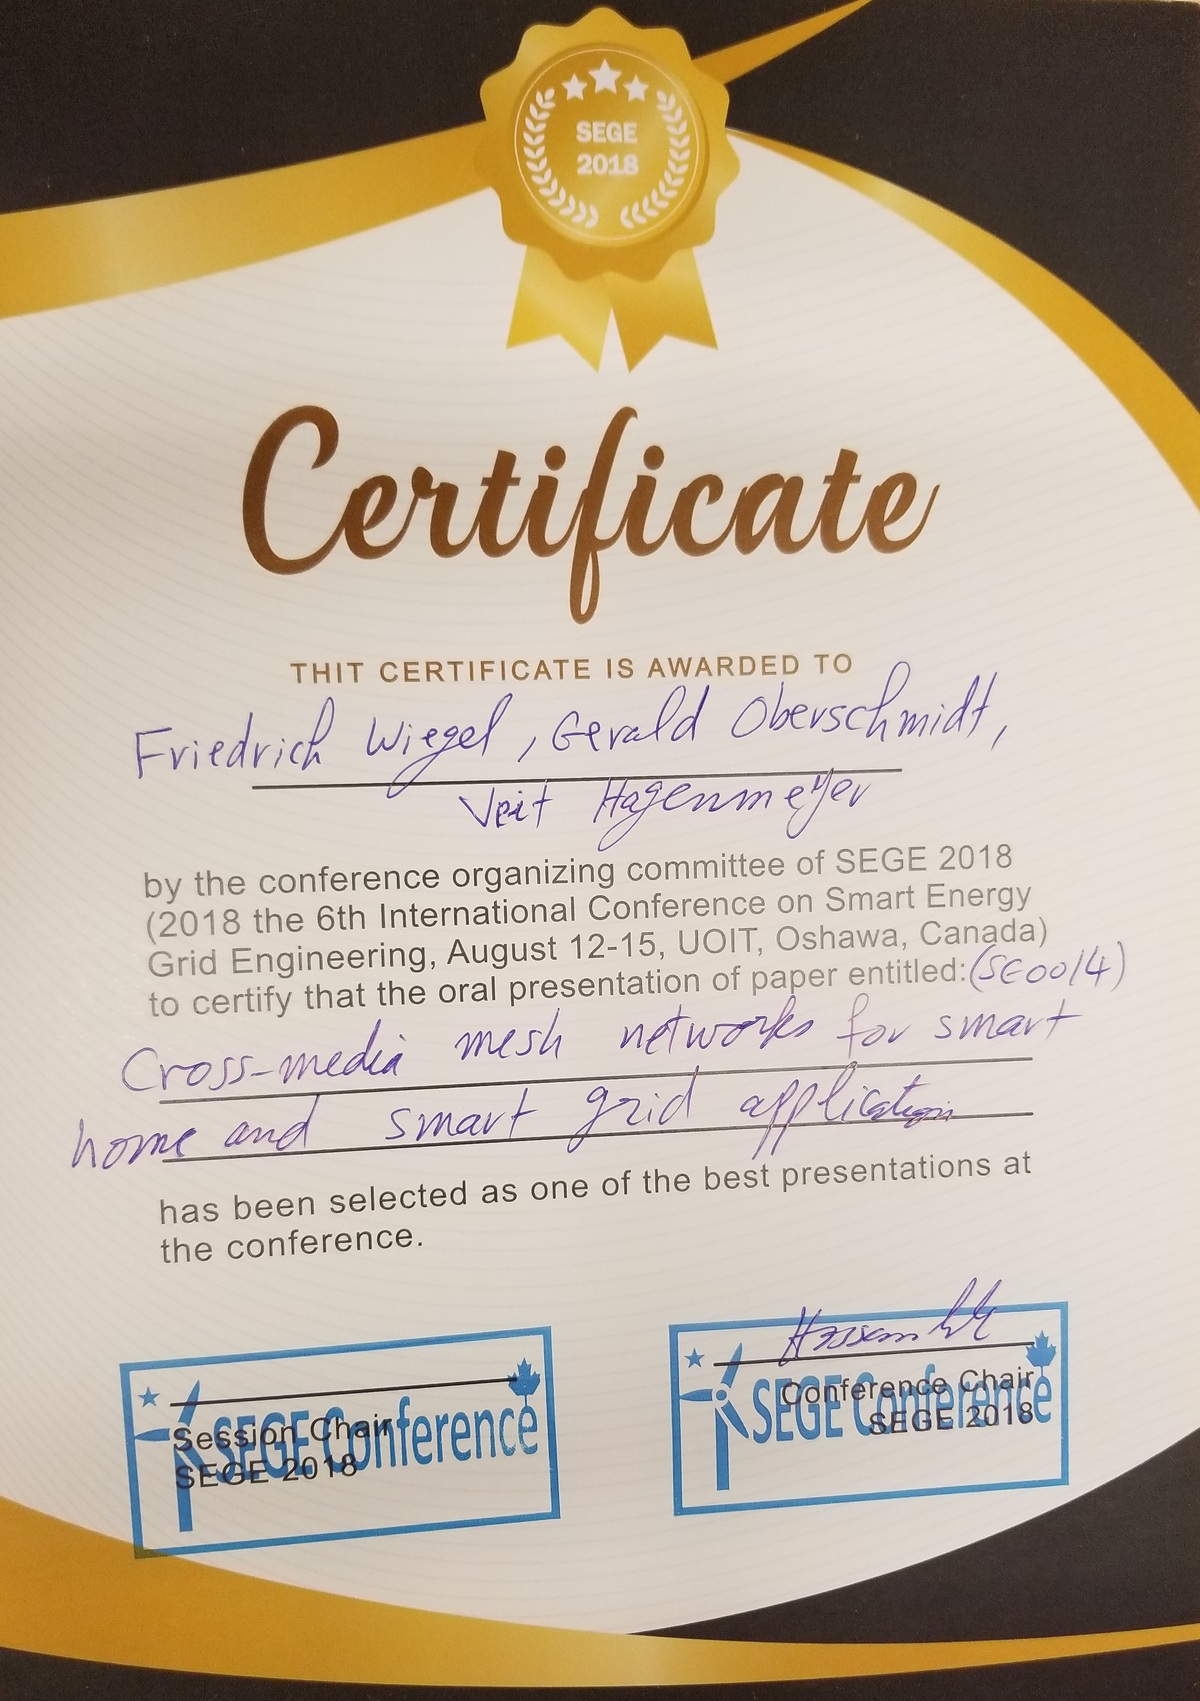 SEGE
2018
Certificate
THIT CERTIFICATE IS AWARDED TO
Friedrich Wiegel, Gerald Oberschmidt,
Veit Hagenmeyer
by the conference organizing committee of SEGE 2018
(2018 the 6th International Conference on Smart Energy
Grid Engineering, August 12-15, UOIT, Oshawa, Canada)
to certify that the oral presentation of paper entitled: (SE0014)
Cross-media mesh networks for smart
home and smart grid application
has been selected as one of the best presentations at
the conference.
SEGE Conference
Session Chair
SEGE 2018
SEGE Conference
Conference Chair
SEGE 2018